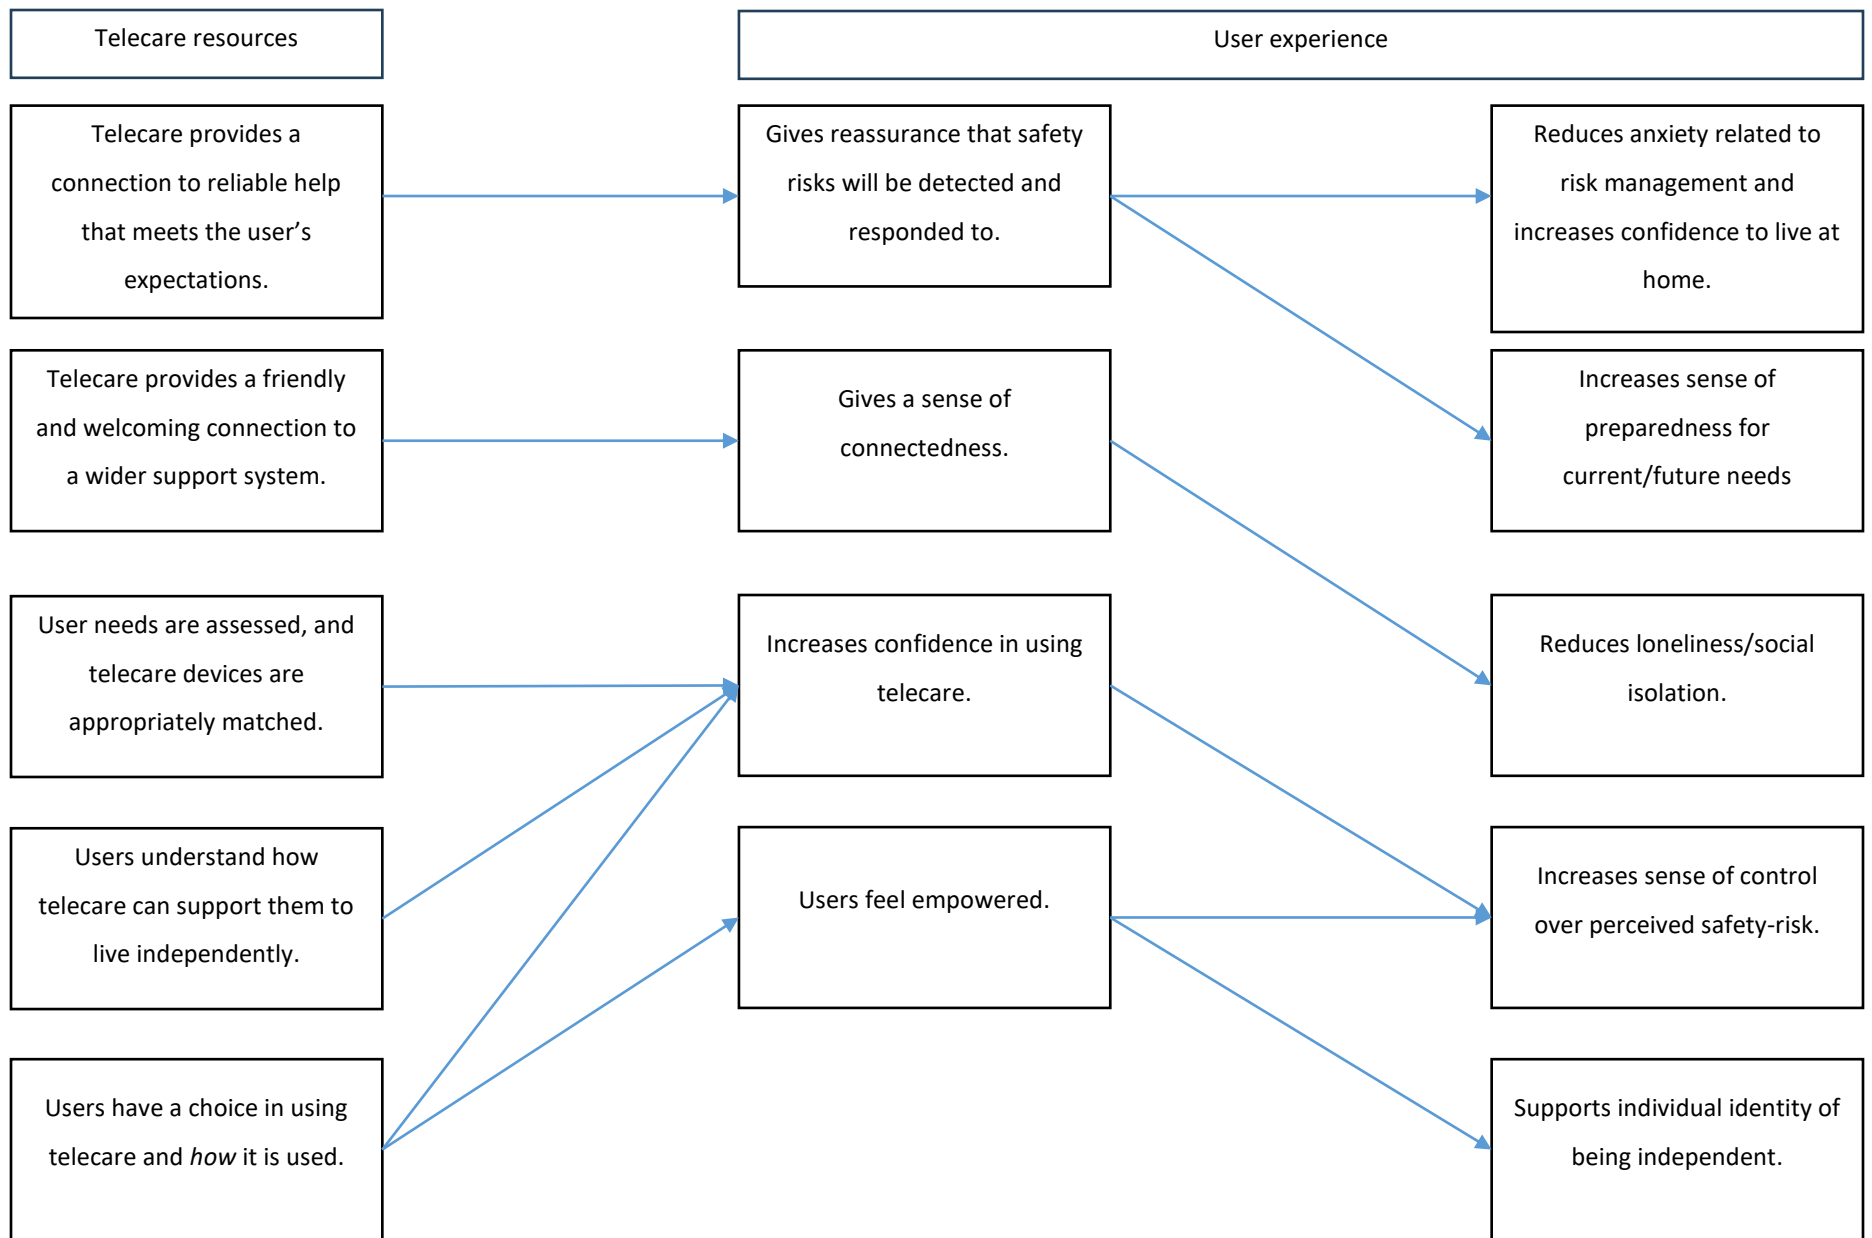 Telecare resources
User experience
Telecare provides a
connection to reliable help
that meets the user’s
expectations.
Gives reassurance that safety
risks will be detected and
responded to.
Reduces anxiety related to
risk management and
increases confidence to live at
home.
Telecare provides a friendly
and welcoming connection to
a wider support system.
Gives a sense of
connectedness.
Increases sense of
preparedness for
current/future needs
User needs are assessed, and
telecare devices are
appropriately matched.
Increases confidence in using
telecare.
Reduces loneliness/social
isolation.
Users understand how
telecare can support them to
live independently.
Users feel empowered.
Increases sense of control
over perceived safety-risk.
Users have a choice in using
telecare and how it is used.
Supports individual identity of
being independent.